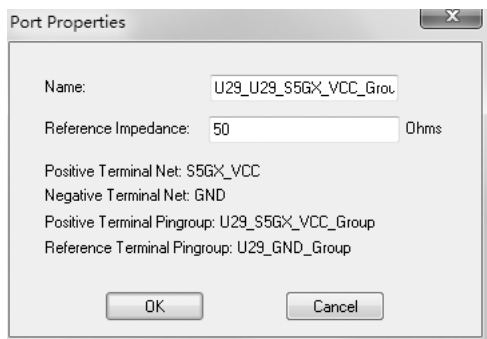 Port Properties
Name: U29_U29_S5GX_VCC_Grou
Reference Impedance: 50 Ohms
Positive Terminal Net: S5GX_VCC
Negative Terminal Net: GND
Positive Terminal Pingroup: U29_S5GX_VCC_Group
Reference Terminal Pingroup: U29_GND_Group
OK Cancel